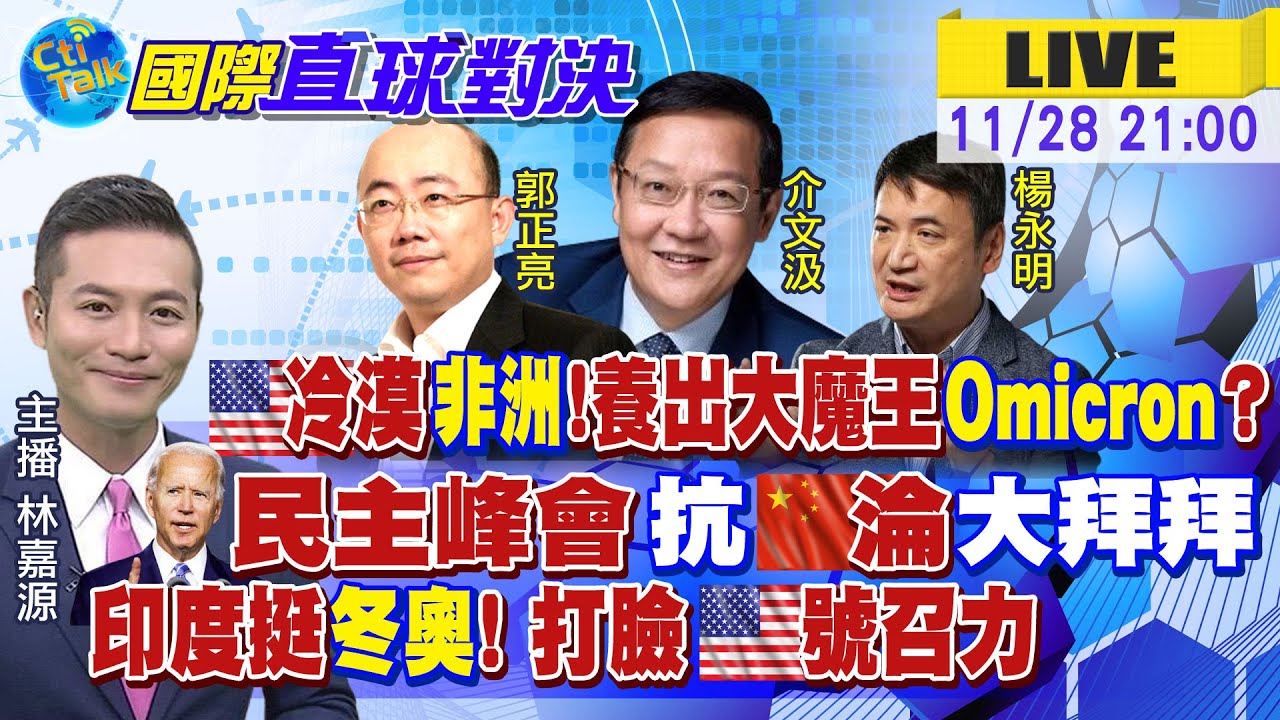 Cti Talk
國際直球對決
LIVE
11/28 21:00
郭正亮
介文汲
楊永明
主播 林嘉源
冷漠非洲!養出大魔王Omicron?
民主峰會抗淪大拜拜
印度挺冬奧!打臉號召力